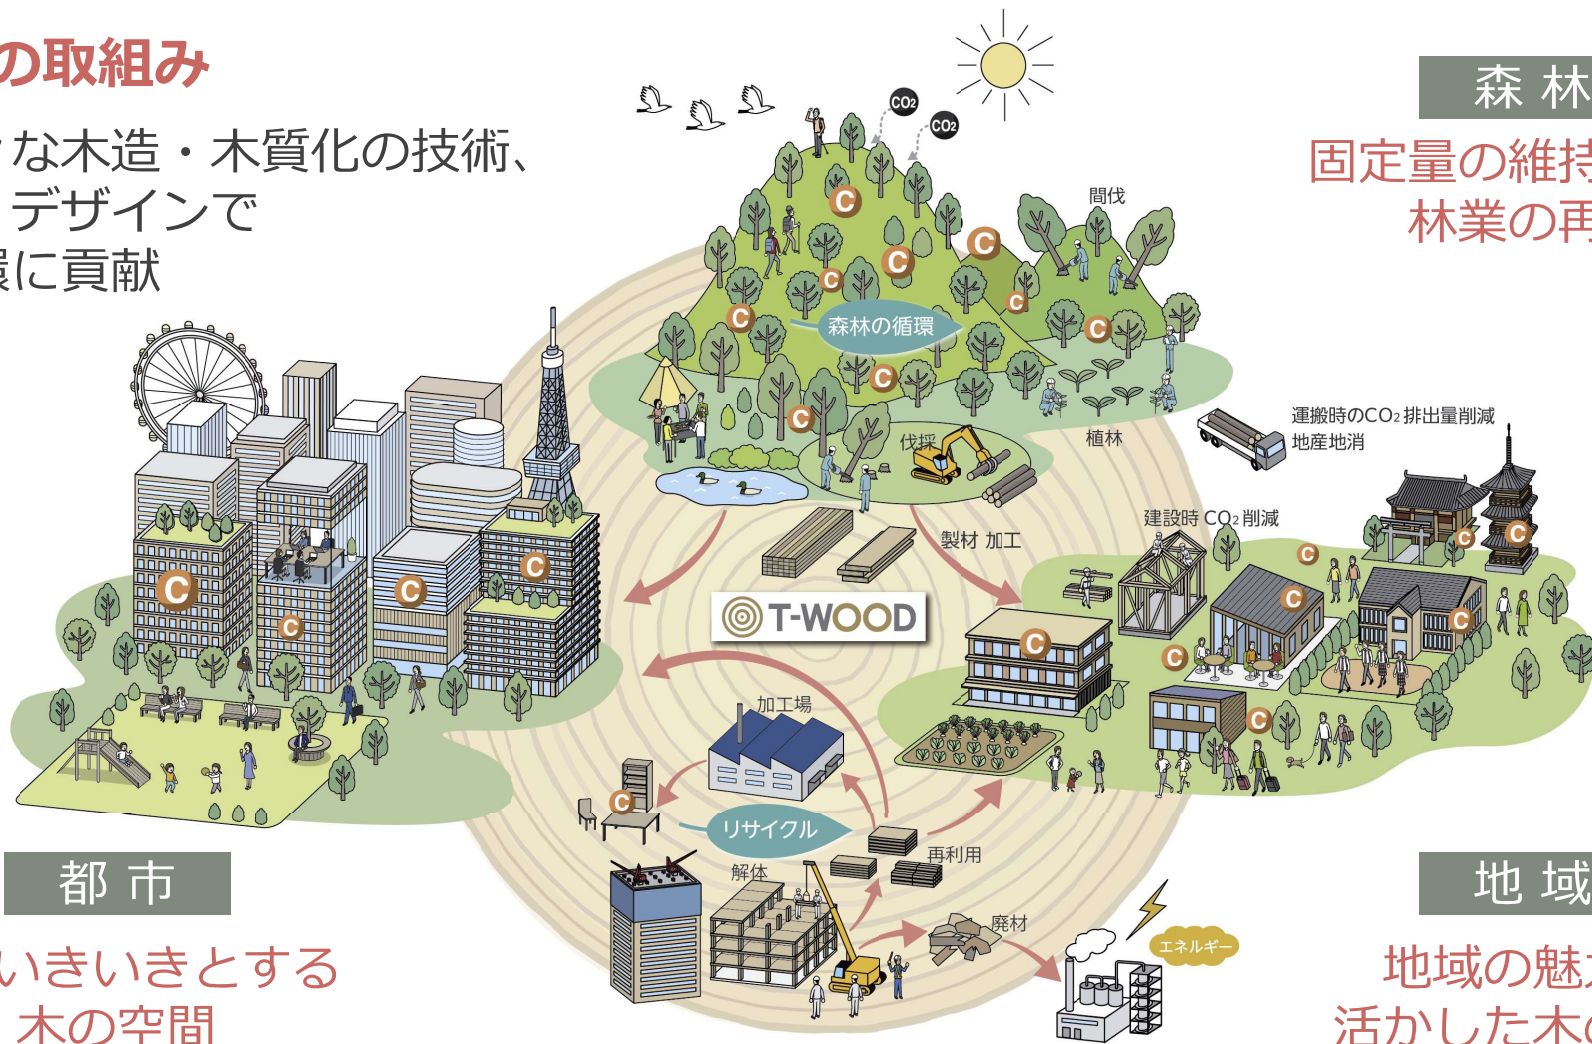 の取組み
な木造・木質化の技術、
デザインで
環に貢献
森 林
固定量の維持
林業の再
CO2
CO2
間伐
C
C
C
C
C
C
C
C
C
C
森林の循環
伐採
植林
運搬時のCO2 排出量削減
地産地消
製材 加工
建設時 CO2 削減
T-WOOD
C
C
C
C
C
C
C
C
C
C
C
C
加工場
C
リサイクル
再利用
解体
廃材
エネルギー
都 市
いきいきとする
木の空間
地 域
地域の魅
活かした木の